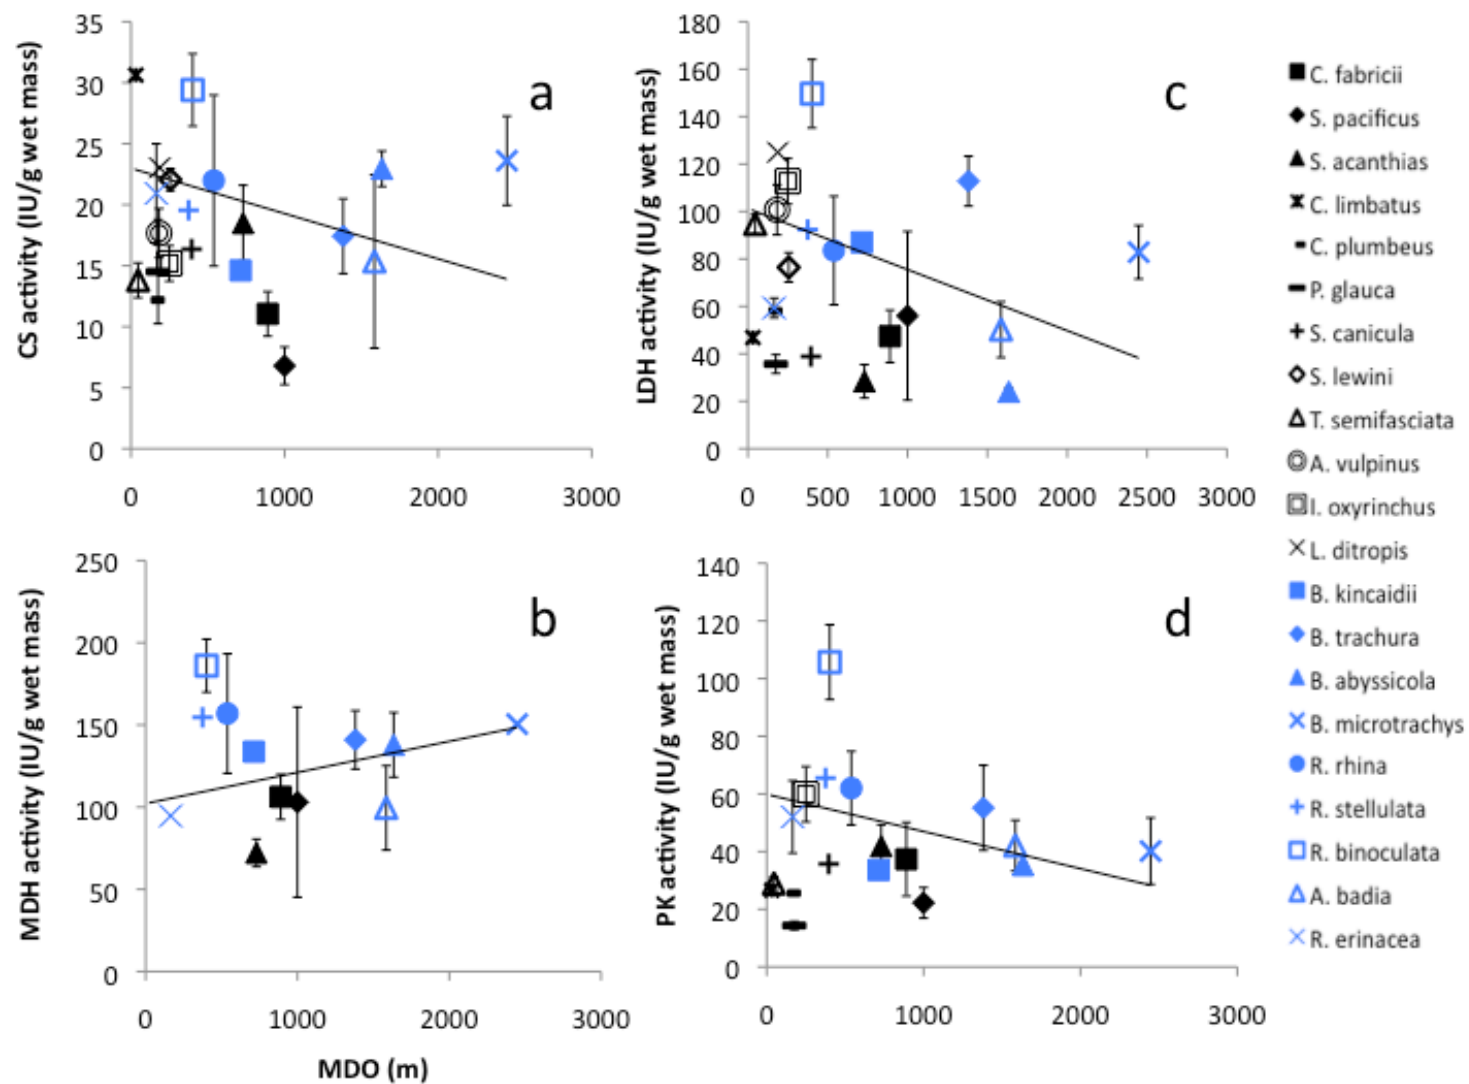 a
CS activity (IU/g wet mass)
35
30
25
20
15
10
5
0
0 1000 2000 3000
c
LDH activity (IU/g wet mass)
180
160
140
120
100
80
60
40
20
0
0 500 1000 1500 2000 2500 3000
b
MDH activity (IU/g wet mass)
250
200
150
100
50
0
0 1000 2000 3000
MDO (m)
d
PK activity (IU/g wet mass)
140
120
100
80
60
40
20
0
0 1000 2000 3000
C. fabricii
S. pacificus
S. acanthias
C. limbatus
C. plumbeus
P. glauca
S. canicula
S. lewini
T. semifasciata
A. vulpinus
I. oxyrinchus
L. ditropis
B. kincaidii
B. trachura
B. abyssicola
B. microtrachys
R. rhina
R. stellulata
R. binoculata
A. badia
R. erinacea